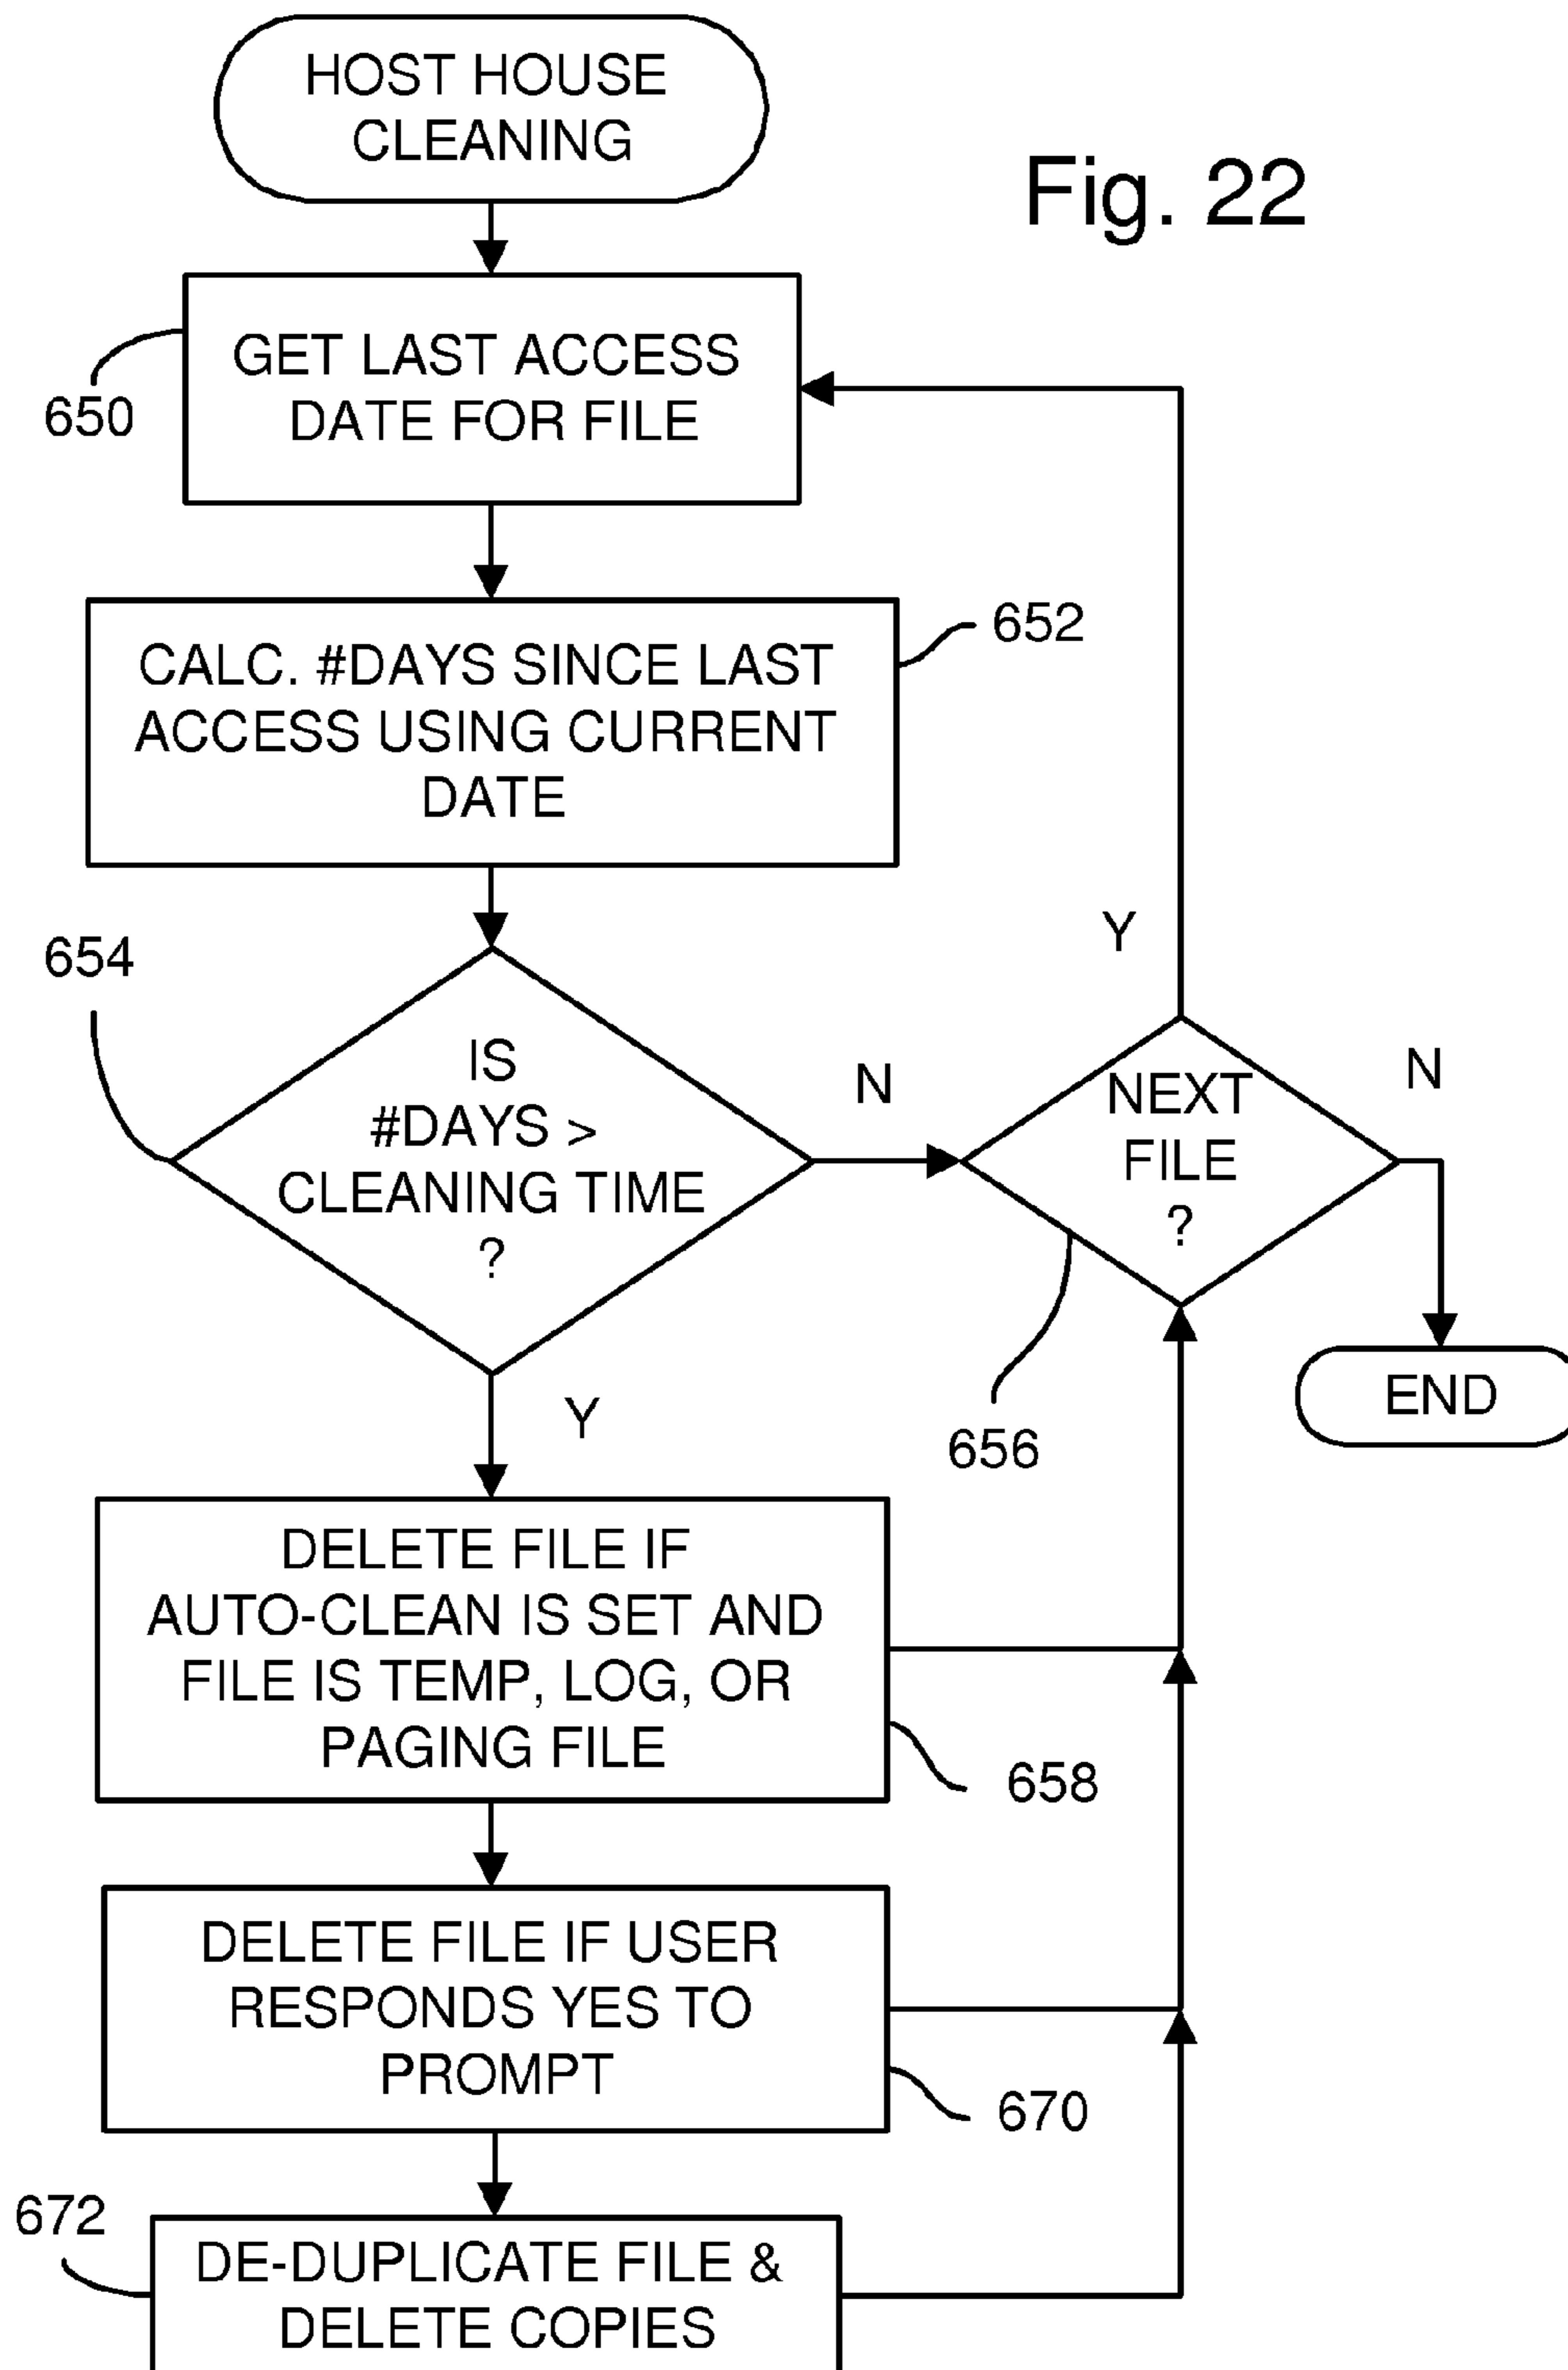 HOST HOUSE
CLEANING
Fig. 22
GET LAST ACCESS
DATE FOR FILE
650
CALC. #DAYS SINCE LAST
ACCESS USING CURRENT
DATE
652
654
IS
#DAYS >
CLEANING TIME
?
N
Y
NEXT
FILE
?
Y
N
656
END
DELETE FILE IF
AUTO-CLEAN IS SET AND
FILE IS TEMP, LOG, OR
PAGING FILE
658
DELETE FILE IF USER
RESPONDS YES TO
PROMPT
670
672
DE-DUPLICATE FILE &
DELETE COPIES